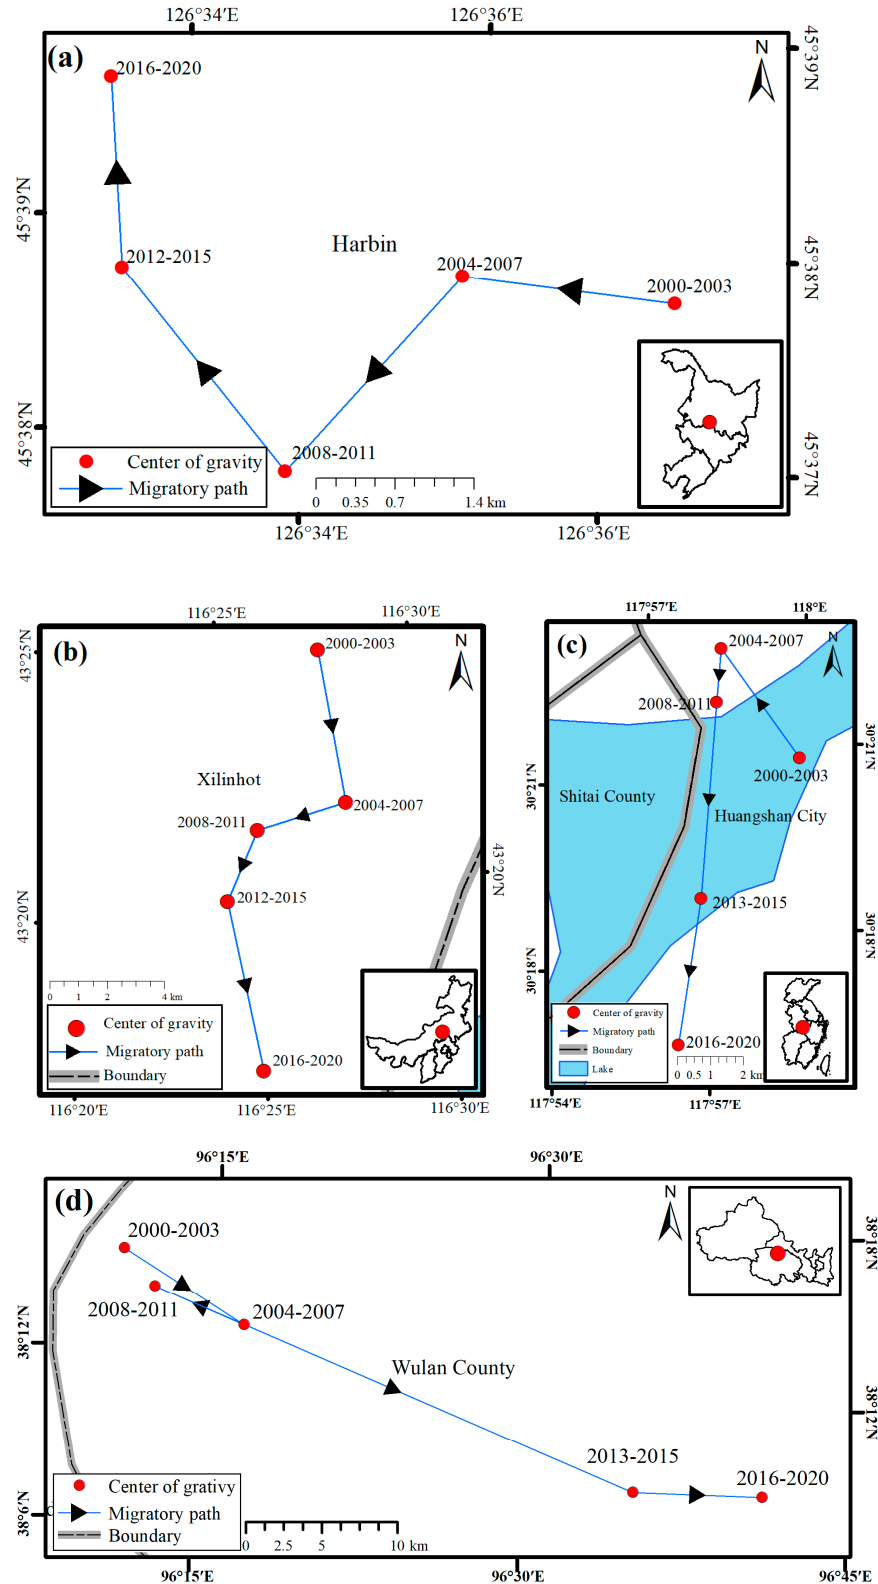 126°34′E 126°36′E
(a)
N
45°39′N
2016-2020
45°39′N
Harbin
2012-2015
2004-2007
45°38′N
2000-2003
45°38′N
2008-2011
Center of gravity
Migratory path
0 0.35 0.7 1.4 km
45°37′N
126°34′E 126°36′E
116°25′E 116°30′E
(b)
N
43°25′N
2000-2003
Xilinhot
2004-2007
2008-2011
43°20′N
2012-2015
43°20′N
0 1 2 4 km
Center of gravity
Migratory path
Boundary
2016-2020
116°20′E 116°25′E 116°30′E
117°57′E 118°E
(c)
N
2004-2007
2008-2011
30°21′N
2000-2003
30°21′N
Shitai County
Huangshan City
2013-2015
30°18′N
30°18′N
Center of gravity
Migratory path
Boundary
Lake
2016-2020
0 0.5 1 2 km
117°54′E 117°57′E
96°15′E 96°30′E
(d)
N
2000-2003
38°18′N
2008-2011
2004-2007
38°12′N
Wulan County
38°12′N
2013-2015
2016-2020
Center of grativy
Migratory path
Boundary
0 2.5 5 10 km
38°6′N
96°15′E 96°30′E 96°45′E